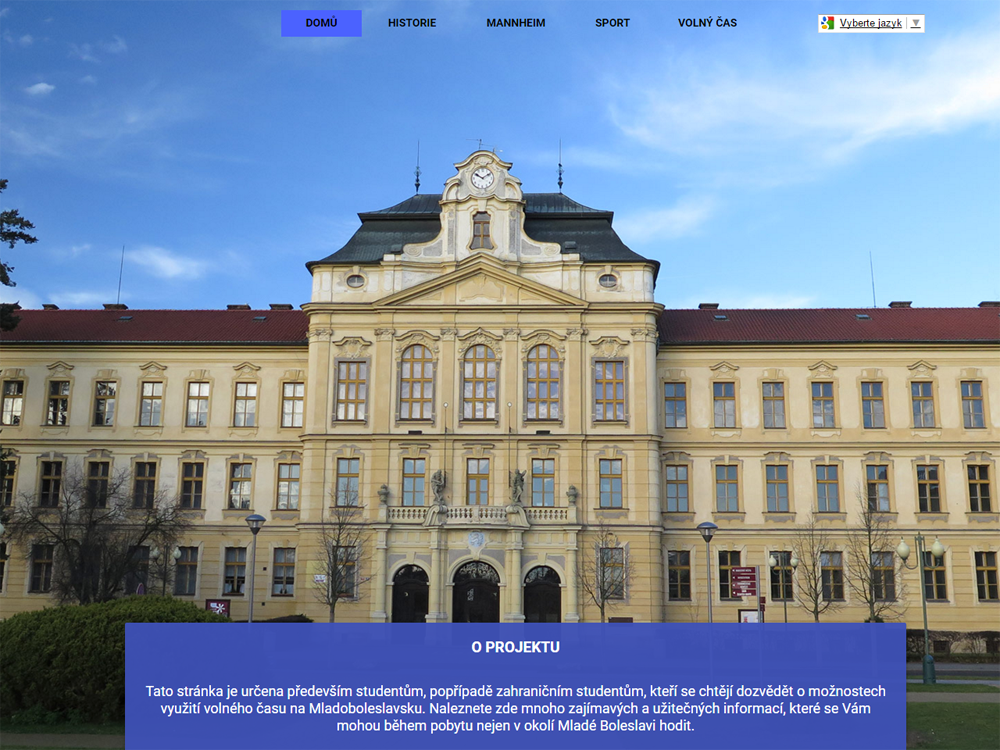 DOMŮ
HISTORIE
MANNHEIM
SPORT
VOLNÝ ČAS
Vyberte jazyk ▼
O PROJEKTU
Tato stránka je určena především studentům, popřípadě zahraničním studentům, kteří se chtějí dozvědět o možnostech
využití volného času na Mladoboleslavsku. Naleznete zde mnoho zajímavých a užitečných informací, které se Vám
mohou během pobytu nejen v okolí Mladé Boleslavi hodit.